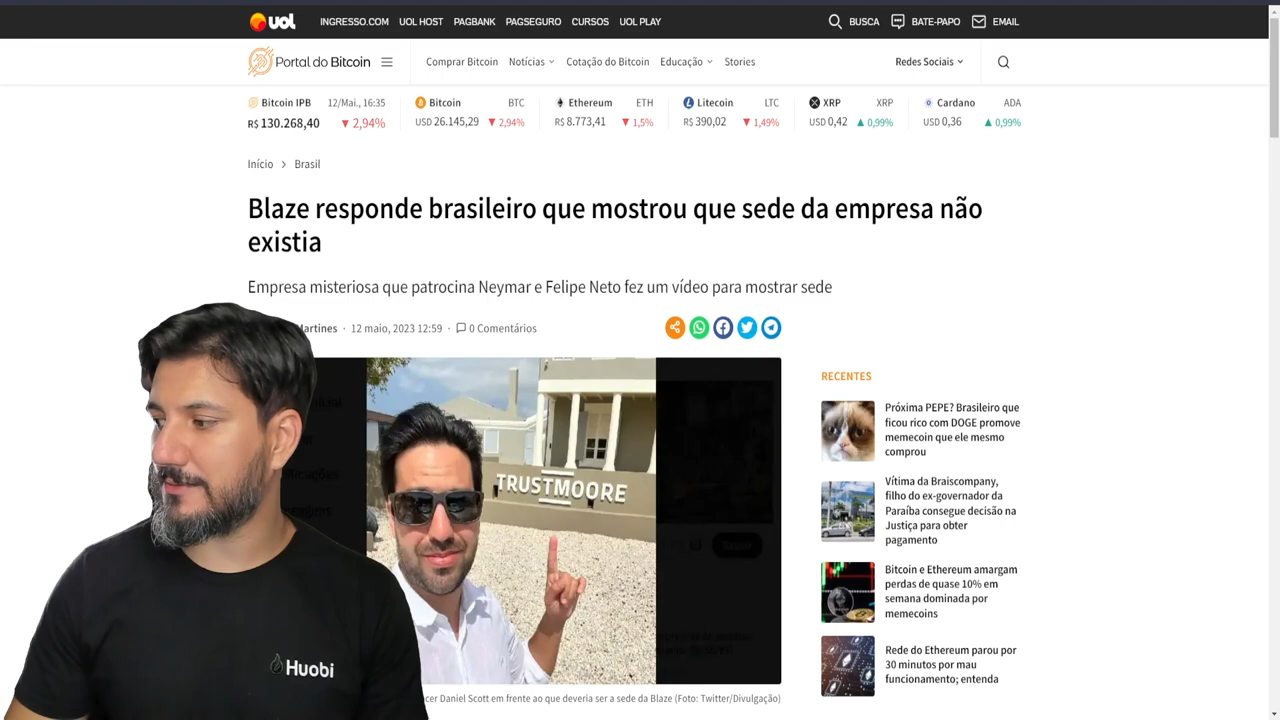 uol
INGRESSO.COM UOL HOST PAGBANK PAGSEGURO CURSOS UOL PLAY
BUSCA BATE-PAPO EMAIL
Portal do Bitcoin
Comprar Bitcoin Notícias Cotação do Bitcoin Educação Stories
Redes Sociais
Bitcoin IPB 12/Mai., 16:35
R$ 130.268,40 ▼ 2,94%
Bitcoin BTC
USD 26.145,29 ▼ 2,94%
Ethereum ETH
R$ 8.773,41 ▼ 1,5%
Litecoin LTC
R$ 390,02 ▼ 1,49%
XRP XRP
USD 0,42 ▲ 0,99%
Cardano ADA
USD 0,36 ▲ 0,99%
Início > Brasil
Blaze responde brasileiro que mostrou que sede da empresa não
existia
Empresa misteriosa que patrocina Neymar e Felipe Neto fez um vídeo para mostrar sede
Martines · 12 maio, 2023 12:59 · 0 Comentários
TRUSTMOORE
Huobi
Daniel Scott em frente ao que deveria ser a sede da Blaze (Foto: Twitter/Divulgação)
RECENTES
Próxima PEPE? Brasileiro que
ficou rico com DOGE promove
memecoin que ele mesmo
comprou
Vítima da Braiscompany,
filho do ex-governador da
Paraíba consegue decisão na
Justiça para obter
pagamento
Bitcoin e Ethereum amargam
perdas de quase 10% em
semana dominada por
memecoins
Rede do Ethereum parou por
30 minutos por mau
funcionamento; entenda